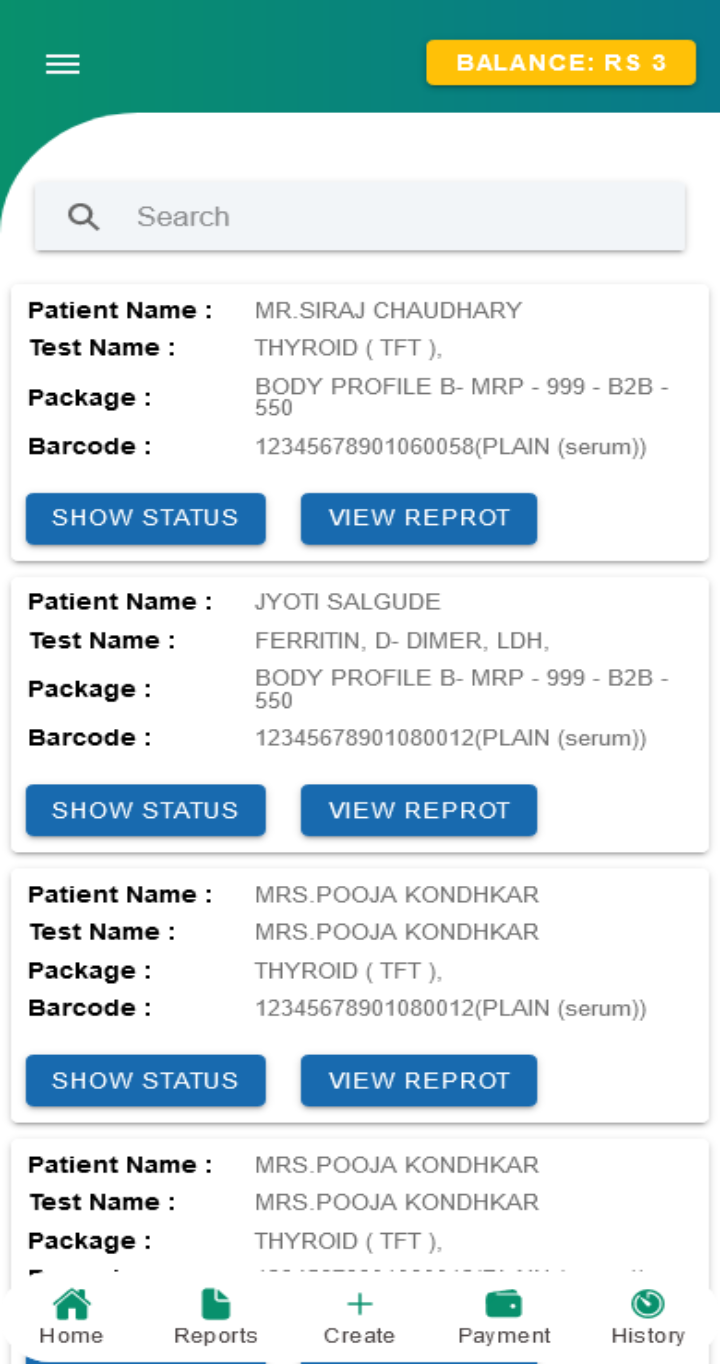 BALANCE: RS 3
Search
Patient Name : MR.SIRAJ CHAUDHARY
Test Name : THYROID ( TFT ),
Package : BODY PROFILE B- MRP - 999 - B2B -
550
Barcode : 12345678901060058(PLAIN (serum))
SHOW STATUS VIEW REPROT
Patient Name : JYOTI SALGUDE
Test Name : FERRITIN, D- DIMER, LDH,
Package : BODY PROFILE B- MRP - 999 - B2B -
550
Barcode : 12345678901080012(PLAIN (serum))
SHOW STATUS VIEW REPROT
Patient Name : MRS.POOJA KONDHKAR
Test Name : MRS.POOJA KONDHKAR
Package : THYROID ( TFT ),
Barcode : 12345678901080012(PLAIN (serum))
SHOW STATUS VIEW REPROT
Patient Name : MRS.POOJA KONDHKAR
Test Name : MRS.POOJA KONDHKAR
Package : THYROID ( TFT ),
Home Reports Create Payment History